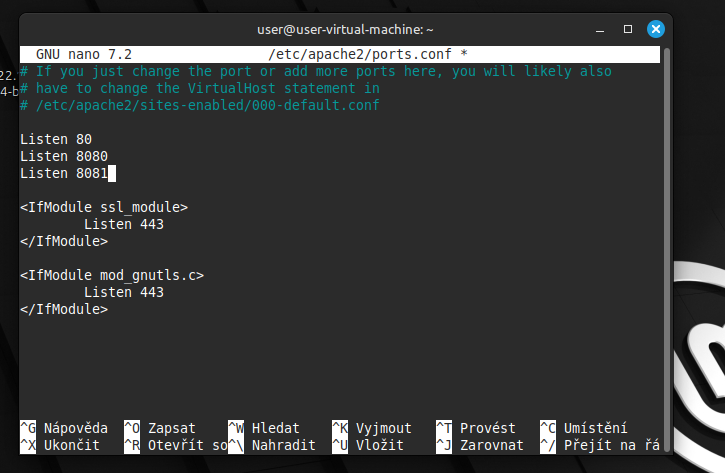 user@user-virtual-machine: ~
GNU nano 7.2 /etc/apache2/ports.conf *
22.
4-b
# If you just change the port or add more ports here, you will likely also
# have to change the VirtualHost statement in
# /etc/apache2/sites-enabled/000-default.conf
Listen 80
Listen 8080
Listen 8081
<IfModule ssl_module>
Listen 443
</IfModule>
<IfModule mod_gnutls.c>
Listen 443
</IfModule>
^G Nápověda ^O Zapsat ^W Hledat ^K Vyjmout ^T Provést ^C Umístění
^X Ukončit ^R Otevřít so^\ Nahradit ^U Vložit ^J Zarovnat ^/ Přejít na řá